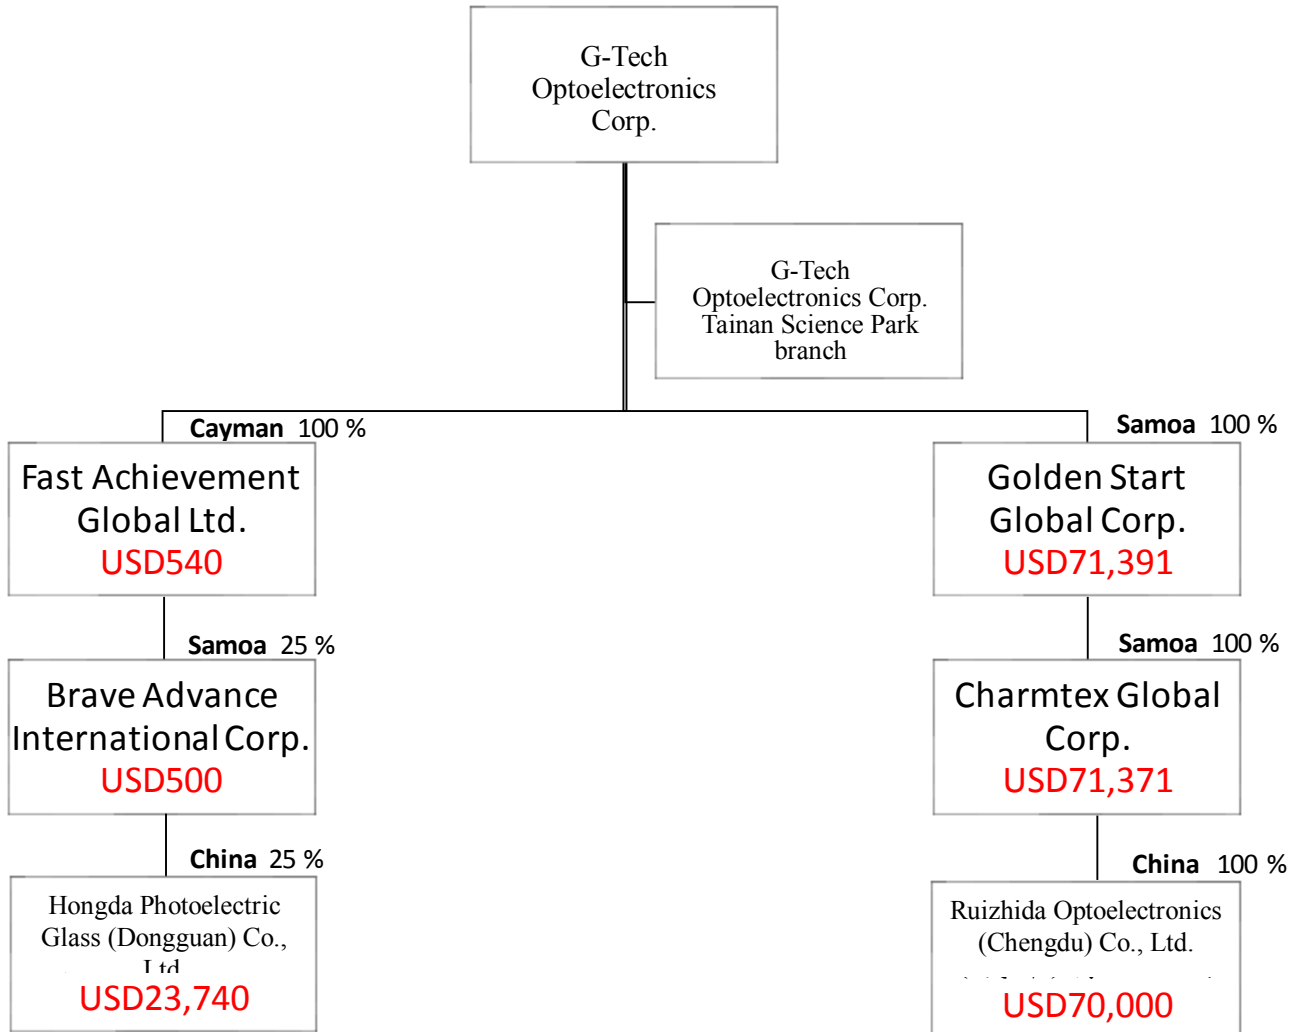 G-Tech
Optoelectronics
Corp.
G-Tech
Optoelectronics Corp.
Tainan Science Park
branch
Cayman 100 %
Samoa 100 %
Fast Achievement
Global Ltd.
USD540
Golden Start
Global Corp.
USD71,391
Samoa 25 %
Samoa 100 %
Brave Advance
International Corp.
USD500
Charmtex Global
Corp.
USD71,371
China 25 %
China 100 %
Hongda Photoelectric
Glass (Dongguan) Co.,
Ltd
USD23,740
Ruizhida Optoelectronics
(Chengdu) Co., Ltd.
USD70,000